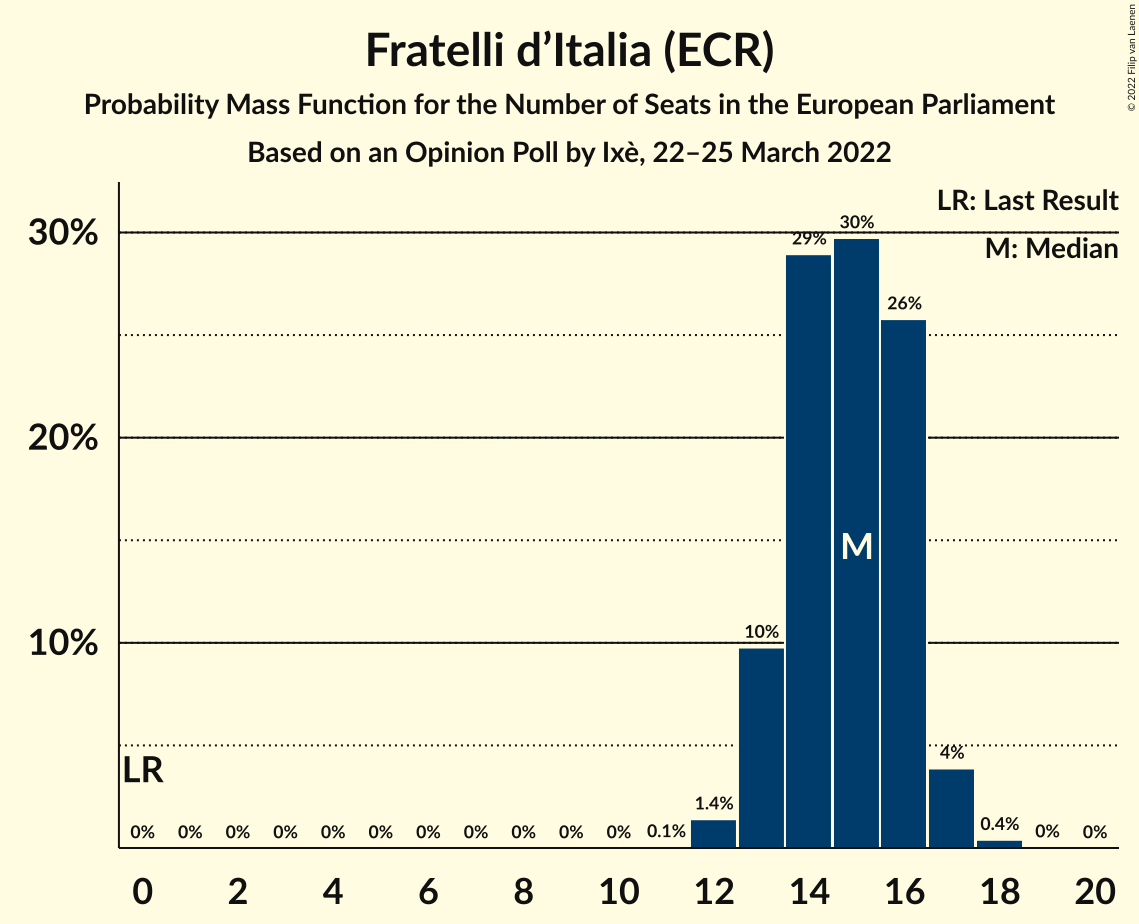 Fratelli d’Italia (ECR)
Probability Mass Function for the Number of Seats in the European Parliament
Based on an Opinion Poll by Ixè, 22–25 March 2022
© 2022 Filip van Laenen
LR: Last Result
M: Median
30%
20%
10%
30%
29%
26%
M
10%
4%
LR
1.4%
0% 0% 0% 0% 0% 0% 0% 0% 0% 0% 0% 0.1% 0.4% 0% 0%
0 2 4 6 8 10 12 14 16 18 20